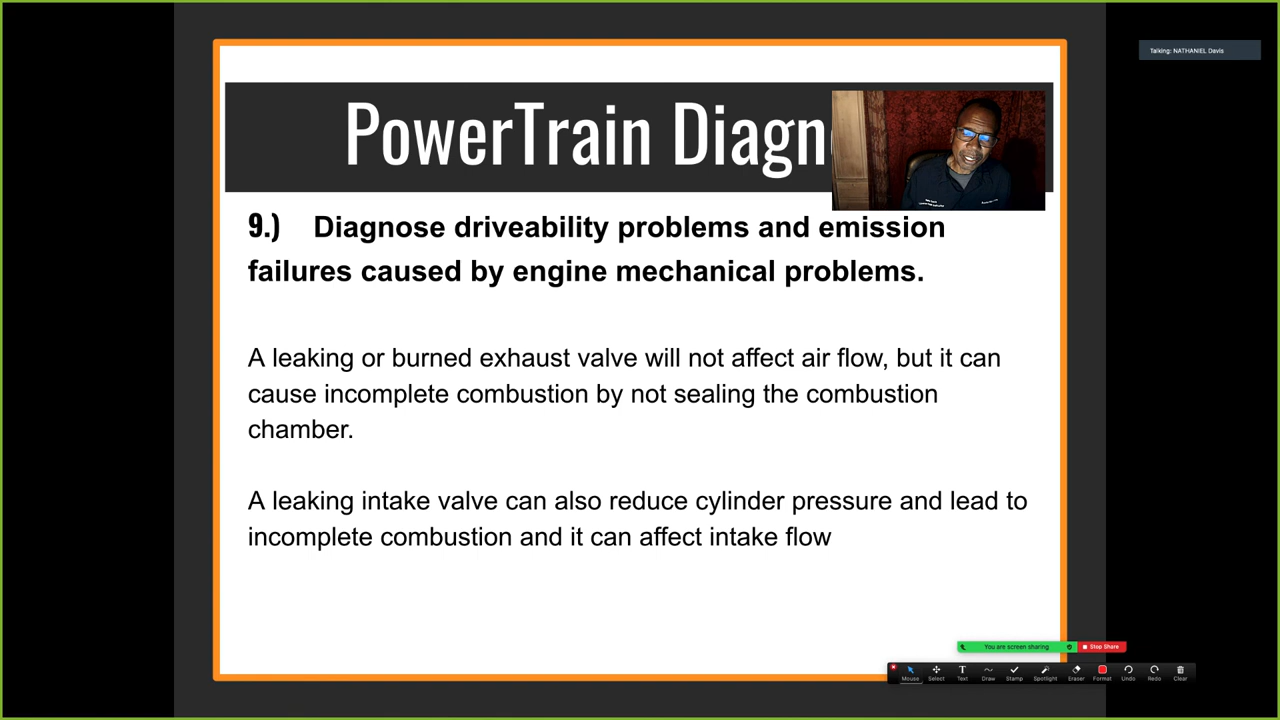 Talking: NATHANIEL Davis
PowerTrain Diagn
9.) Diagnose driveability problems and emission
failures caused by engine mechanical problems.
A leaking or burned exhaust valve will not affect air flow, but it can
cause incomplete combustion by not sealing the combustion
chamber.
A leaking intake valve can also reduce cylinder pressure and lead to
incomplete combustion and it can affect intake flow
You are screen sharing
Stop Share
Mouse Select Text Draw Stamp Spotlight Eraser Format Undo Redo Clear